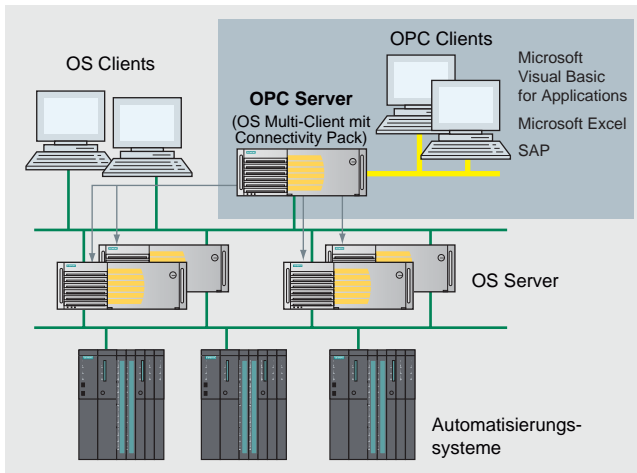 OPC Clients
OS Clients
Microsoft
Visual Basic
for Applications
OPC Server
(OS Multi-Client mit
Connectivity Pack)
Microsoft Excel
SAP
OS Server
Automatisierungs-
systeme